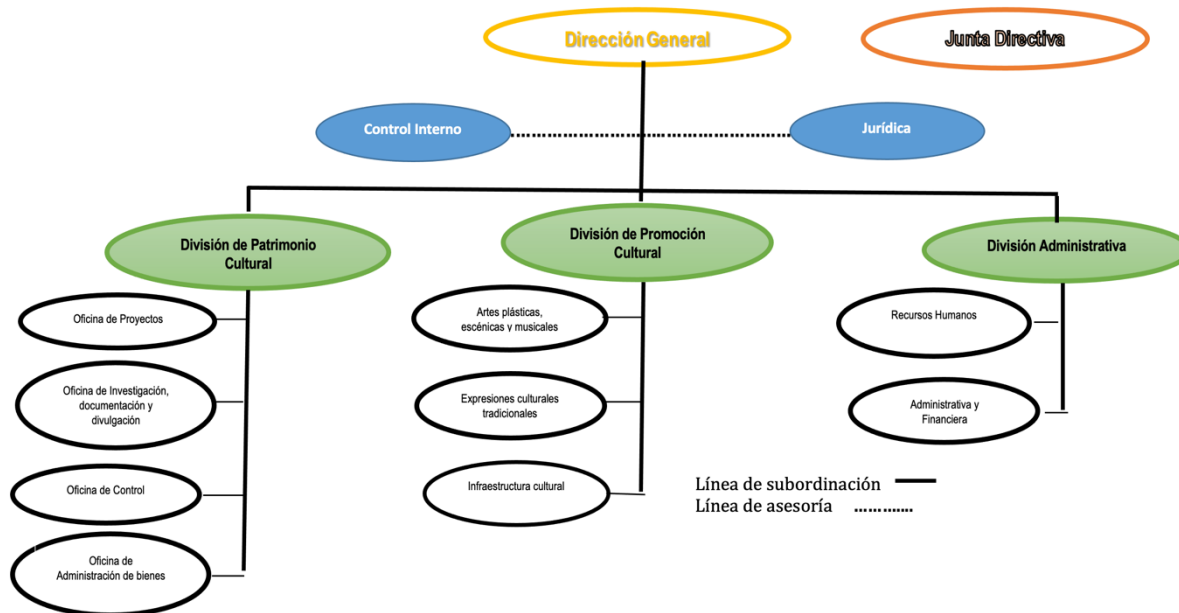 Dirección General
Junta Directiva
Control Interno
Jurídica
División de Patrimonio
Cultural
División de Promoción
Cultural
División Administrativa
Oficina de Proyectos
Oficina de Investigación,
documentación y
divulgación
Oficina de Control
Oficina de
Administración de bienes
Artes plásticas,
escénicas y musicales
Expresiones culturales
tradicionales
Infraestructura cultural
Recursos Humanos
Administrativa y
Financiera
Línea de subordinación
Línea de asesoría